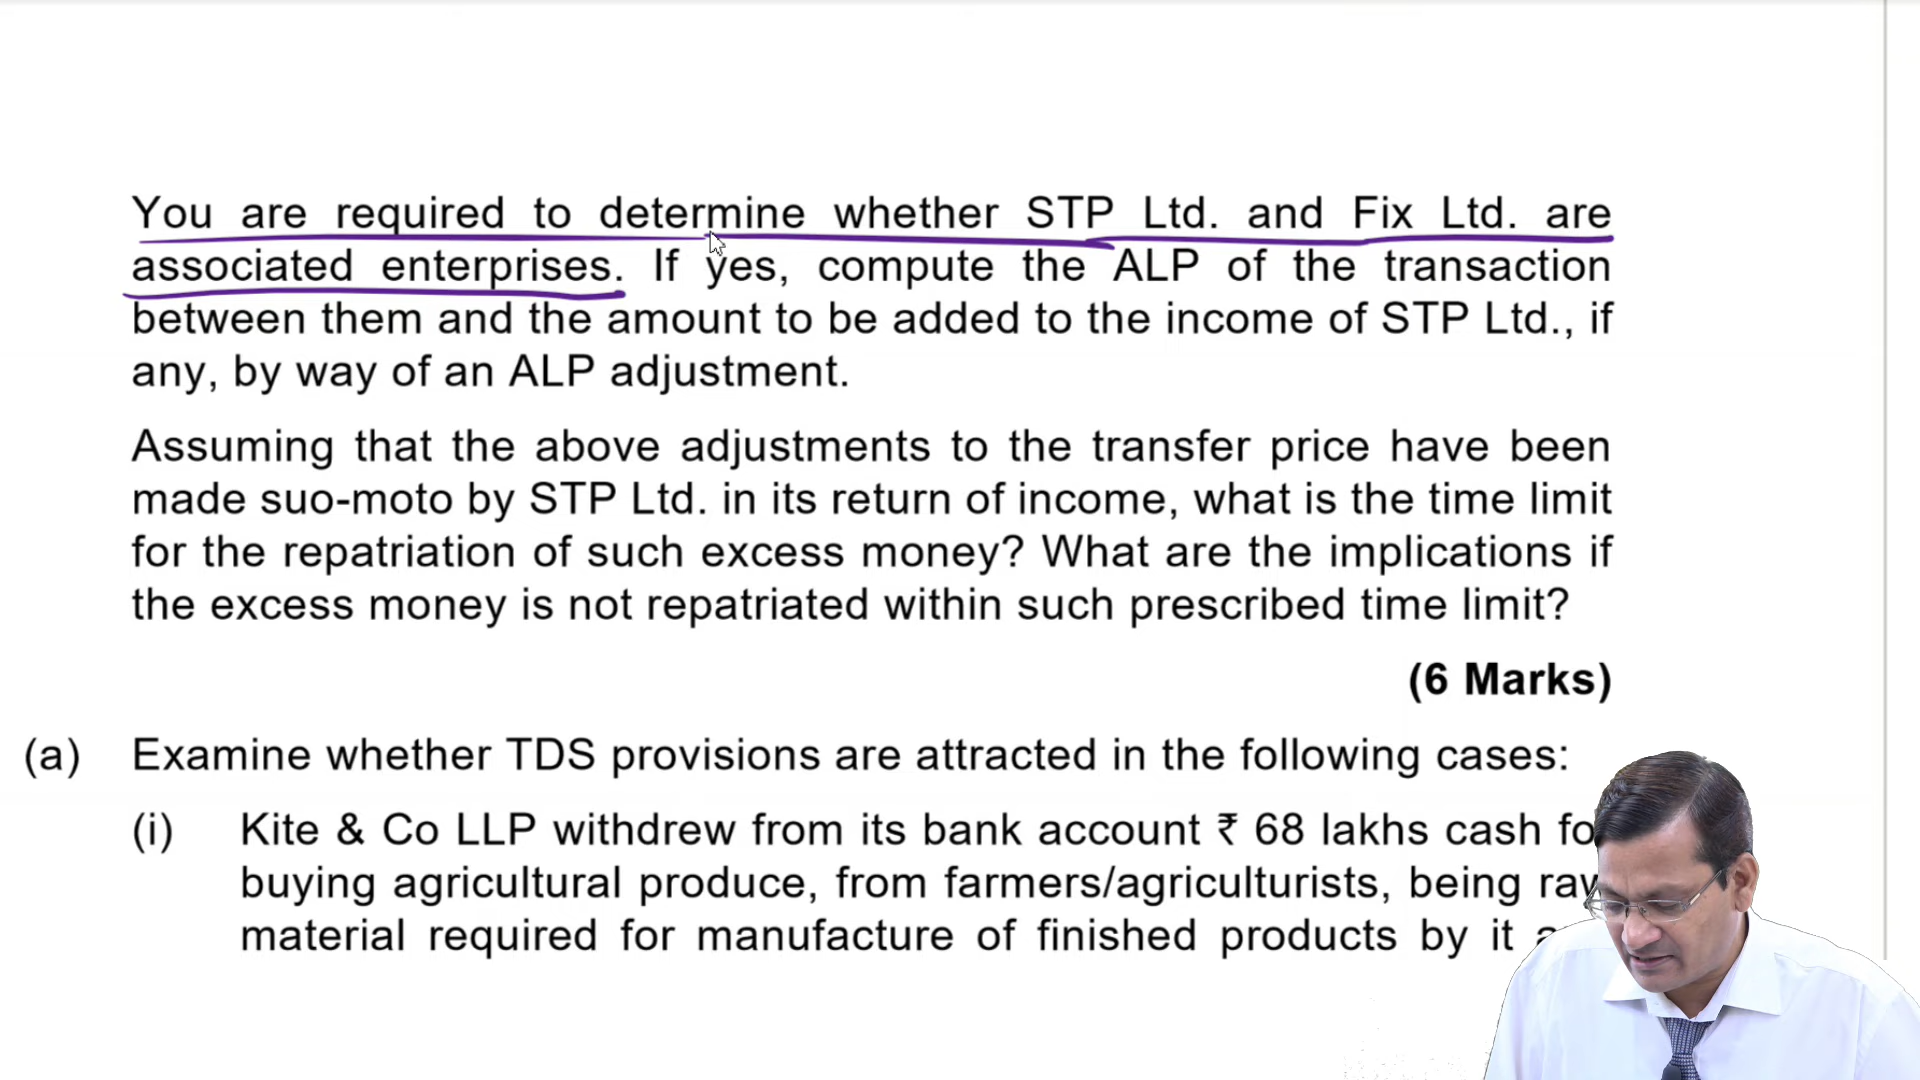 You are required to determine whether STP Ltd. and Fix Ltd. are
associated enterprises. If yes, compute the ALP of the transaction
between them and the amount to be added to the income of STP Ltd., if
any, by way of an ALP adjustment.
Assuming that the above adjustments to the transfer price have been
made suo-moto by STP Ltd. in its return of income, what is the time limit
for the repatriation of such excess money? What are the implications if
the excess money is not repatriated within such prescribed time limit?
(6 Marks)
(a) Examine whether TDS provisions are attracted in the following cases:
(i) Kite & Co LLP withdrew from its bank account ₹ 68 lakhs cash
buying agricultural produce, from farmers/agriculturists, being
material required for manufacture of finished products by it